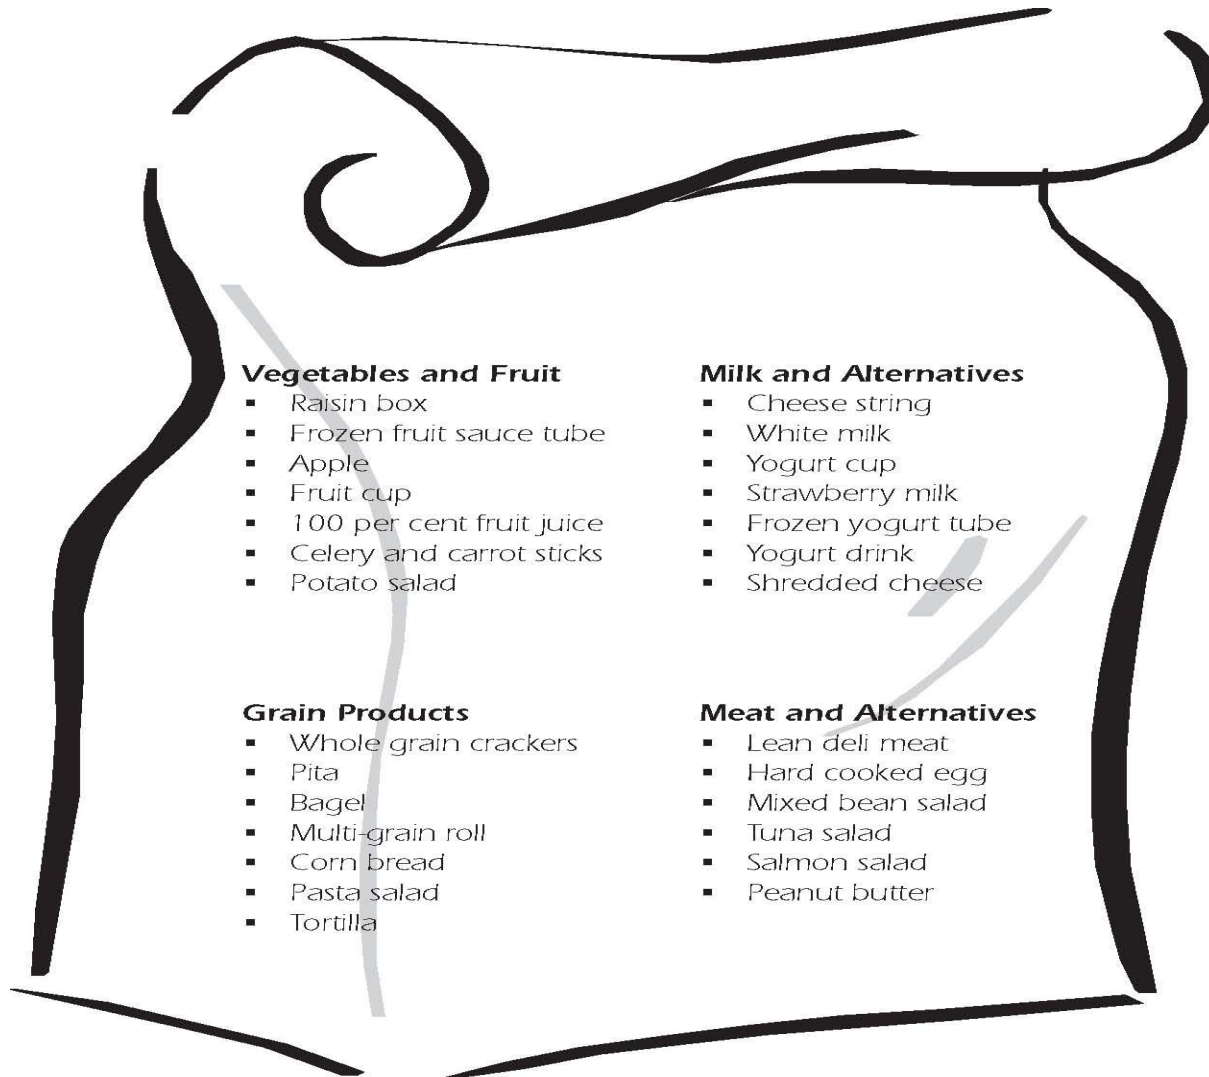 Vegetables and Fruit
▪ Raisin box
▪ Frozen fruit sauce tube
▪ Apple
▪ Fruit cup
▪ 100 per cent fruit juice
▪ Celery and carrot sticks
▪ Potato salad
Milk and Alternatives
▪ Cheese string
▪ White milk
▪ Yogurt cup
▪ Strawberry milk
▪ Frozen yogurt tube
▪ Yogurt drink
▪ Shredded cheese
Grain Products
▪ Whole grain crackers
▪ Pita
▪ Bagel
▪ Multi-grain roll
▪ Corn bread
▪ Pasta salad
▪ Tortilla
Meat and Alternatives
▪ Lean deli meat
▪ Hard cooked egg
▪ Mixed bean salad
▪ Tuna salad
▪ Salmon salad
▪ Peanut butter